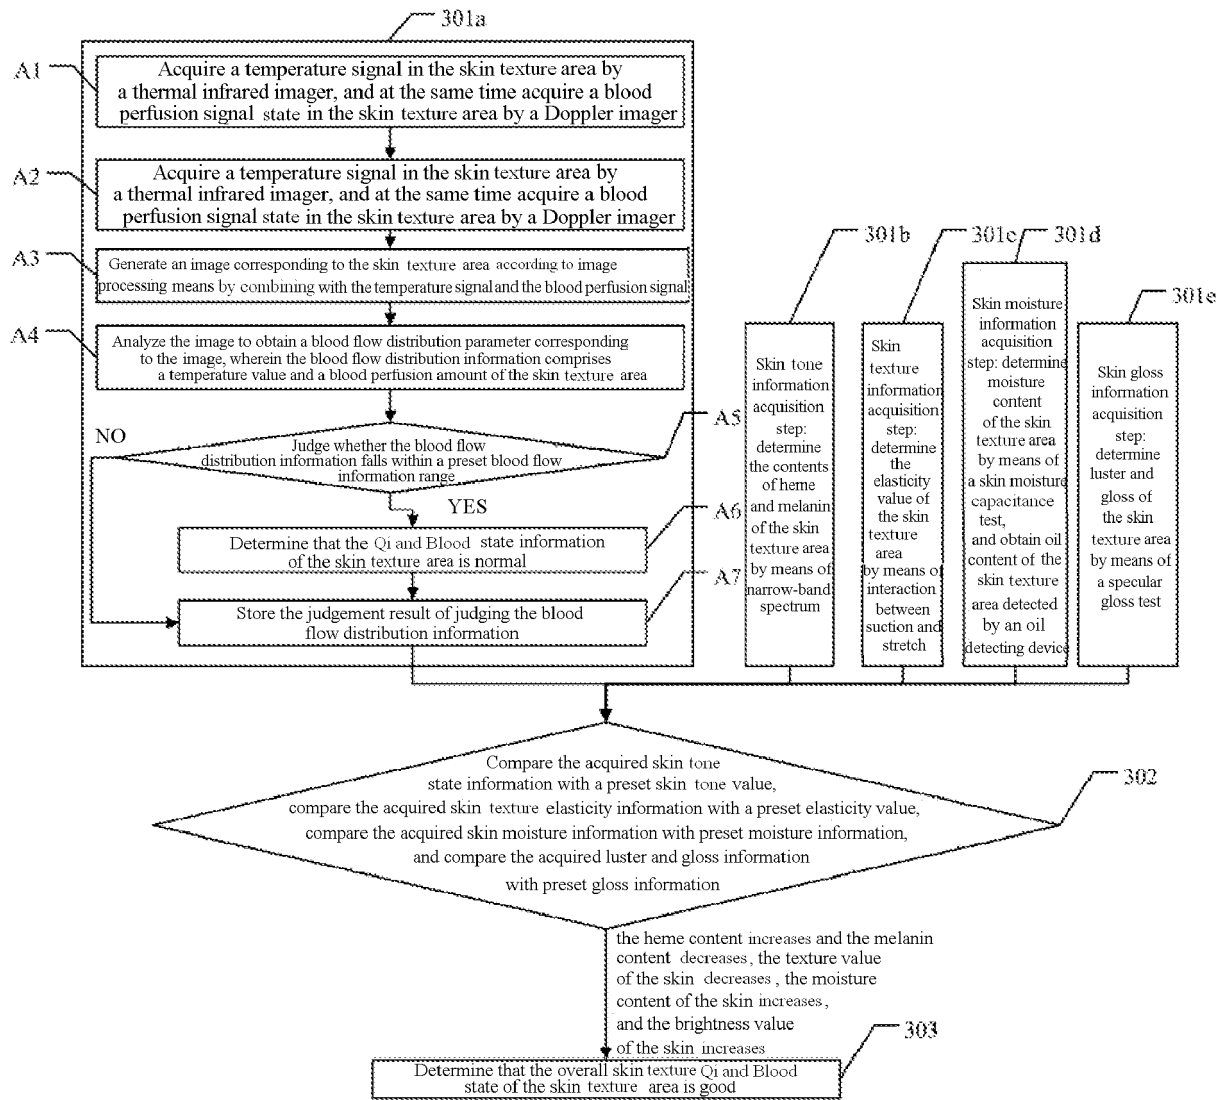 301a
A1
Acquire a temperature signal in the skin texture area by
a thermal infrared imager, and at the same time acquire a blood
perfusion signal state in the skin texture area by a Doppler imager
A2
Acquire a temperature signal in the skin texture area by
a thermal infrared imager, and at the same time acquire a blood
perfusion signal state in the skin texture area by a Doppler imager
A3
Generate an image corresponding to the skin texture area according to image
processing means by combining with the temperature signal and the blood perfusion signal
A4
Analyze the image to obtain a blood flow distribution parameter corresponding
to the image, wherein the blood flow distribution information comprises
a temperature value and a blood perfusion amount of the skin texture area
A5
NO
Judge whether the blood flow
distribution information falls within a preset blood flow
information range
YES
A6
Determine that the Qi and Blood state information
of the skin texture area is normal
A7
Store the judgement result of judging the blood
flow distribution information
301b
Skin tone
information
acquisition
step:
determine
the contents
of heme
and melanin
of the skin
texture area
by means of
narrow-band
spectrum
301c
Skin
texture
information
acquisition
step:
determine
the
elasticity
value of
the skin
texture
area
by means of
interaction
between
suction and
stretch
301d
Skin moisture
information
acquisition
step: determine
moisture
content
of the skin
texture area
by means of
a skin moisture
capacitance
test,
and obtain oil
content of the
skin texture
area detected
by an oil
detecting device
301e
Skin gloss
information
acquisition
step:
determine
luster and
gloss of
the skin
texture area
by means of
a specular
gloss test
302
Compare the acquired skin tone
state information with a preset skin tone value,
compare the acquired skin texture elasticity information with a preset elasticity value,
compare the acquired skin moisture information with preset moisture information,
and compare the acquired luster and gloss information
with preset gloss information
the heme content increases and the melanin
content decreases, the texture value
of the skin decreases, the moisture
content of the skin increases,
and the brightness value
of the skin increases
303
Determine that the overall skin texture Qi and Blood
state of the skin texture area is good